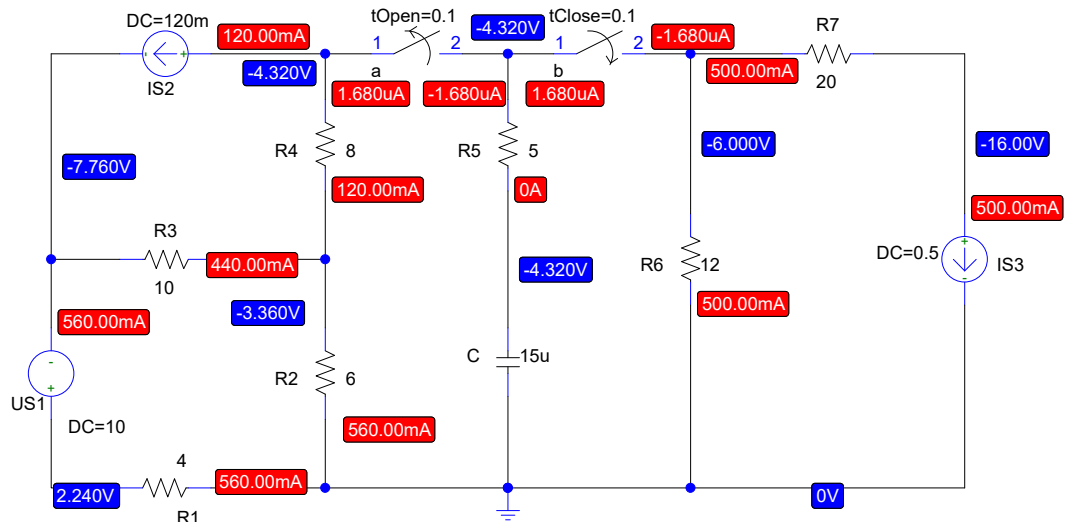 DC=120m
tOpen=0.1
-4.320V
tClose=0.1
-1.680uA
R7
120.00mA
1
2
1
2
- +
-4.320V
500.00mA
IS2
a
b
20
1.680uA
-1.680uA
1.680uA
R4
8
R5
5
-6.000V
-16.00V
-7.760V
120.00mA
0A
500.00mA
R3
+
DC=0.5
IS3
440.00mA
-4.320V
R6
12
10
-
-3.360V
500.00mA
560.00mA
-
C
15u
R2
6
+
US1
DC=10
560.00mA
4
560.00mA
2.240V
0V
R1